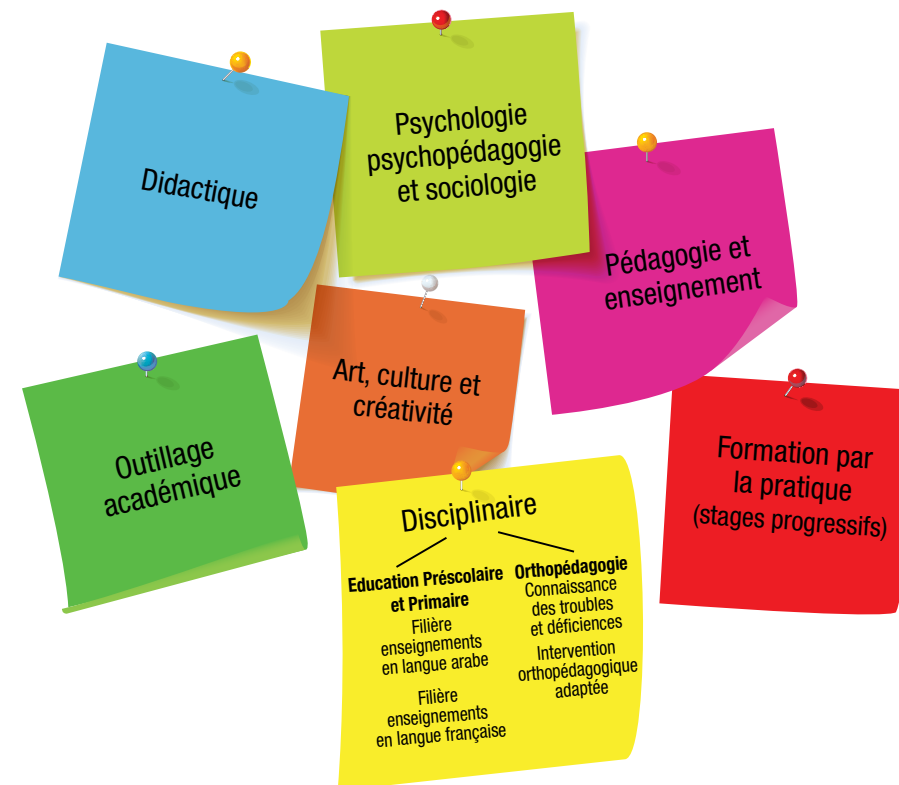 Didactique
Psychologie
psychopédagogie
et sociologie
Pédagogie et
enseignement
Art, culture et
créativité
Outillage
académique
Formation par
la pratique
(stages progressifs)
Disciplinaire
Education Préscolaire
et Primaire
Filière
enseignements
en langue arabe
Filière
enseignements
en langue française
Orthopédagogie
Connaissance
des troubles
et déficiences
Intervention
orthopédagogique
adaptée